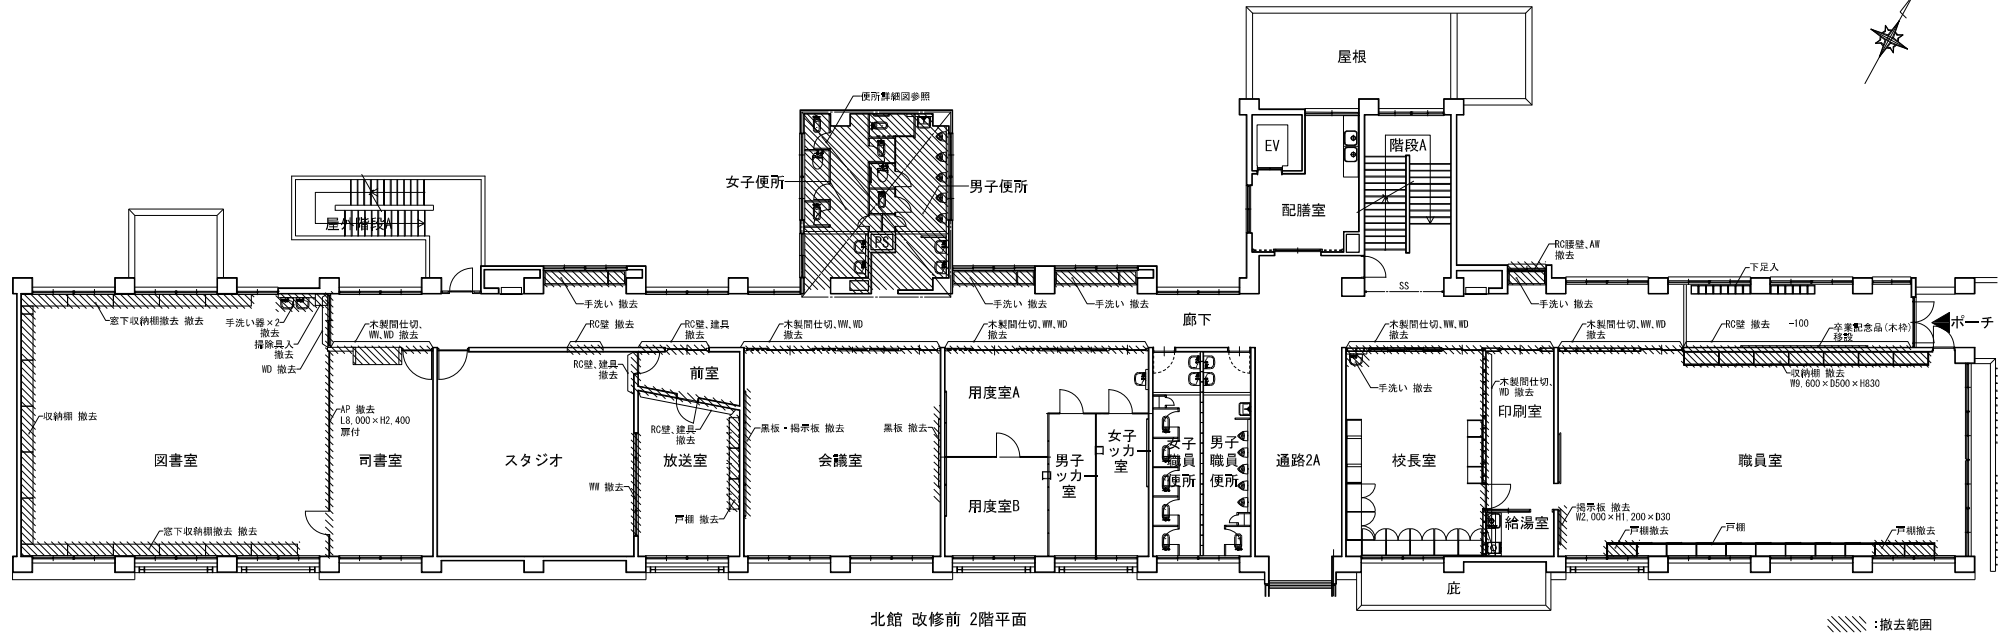 屋根
便所詳細図参照
EV
階段A
女子便所
男子便所
配膳室
屋外階段A
PS
RC腰壁、AW
撤去
下足入
SS
手洗い 撤去
手洗い 撤去
手洗い 撤去
手洗い 撤去
窓下収納棚撤去 撤去
手洗い器×2
撤去
掃除具入
撤去
WD 撤去
木製間仕切、
WW、WD 撤去
RC壁 撤去
RC壁、建具
撤去
木製間仕切、WW、WD
撤去
木製間仕切、WW、WD
撤去
廊下
木製間仕切、WW、WD
撤去
木製間仕切、WW、WD
撤去
RC壁 撤去
-100
卒業記念品(木枠)
移設
ポーチ
RC壁、建具
撤去
前室
手洗い 撤去
木製間仕切、
WD 撤去
収納棚 撤去
W9,600×D500×H830
収納棚 撤去
AP 撤去
L8,000×H2,400
扉付
RC壁、建具
撤去
黒板・掲示板 撤去
黒板 撤去
用度室A
印刷室
図書室
司書室
スタジオ
放送室
会議室
男子
ロッカー
室
女子
ロッカー
室
女子
職員
便所
男子
職員
便所
通路2A
校長室
職員室
WW 撤去
戸棚 撤去
用度室B
掲示板 撤去
W2,000×H1,200×D30
給湯室
窓下収納棚撤去 撤去
戸棚撤去
戸棚
戸棚撤去
庇
北館 改修前 2階平面
:撤去範囲